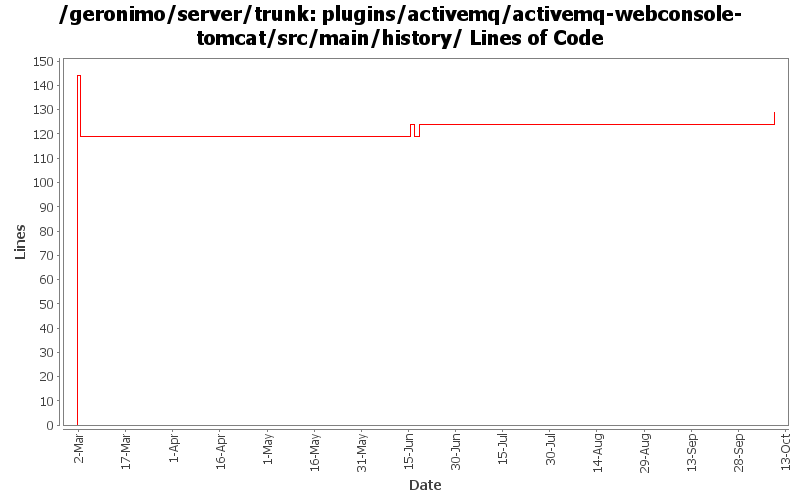 /geronimo/server/trunk: plugins/activemq/activemq-webconsole-
tomcat/src/main/history/ Lines of Code
150
140
130
120
110
100
90
80
70
60
50
40
30
20
10
0
Lines
2-Mar
17-Mar
1-Apr
16-Apr
1-May
16-May
31-May
15-Jun
30-Jun
15-Jul
30-Jul
14-Aug
29-Aug
13-Sep
28-Sep
13-Oct
Date